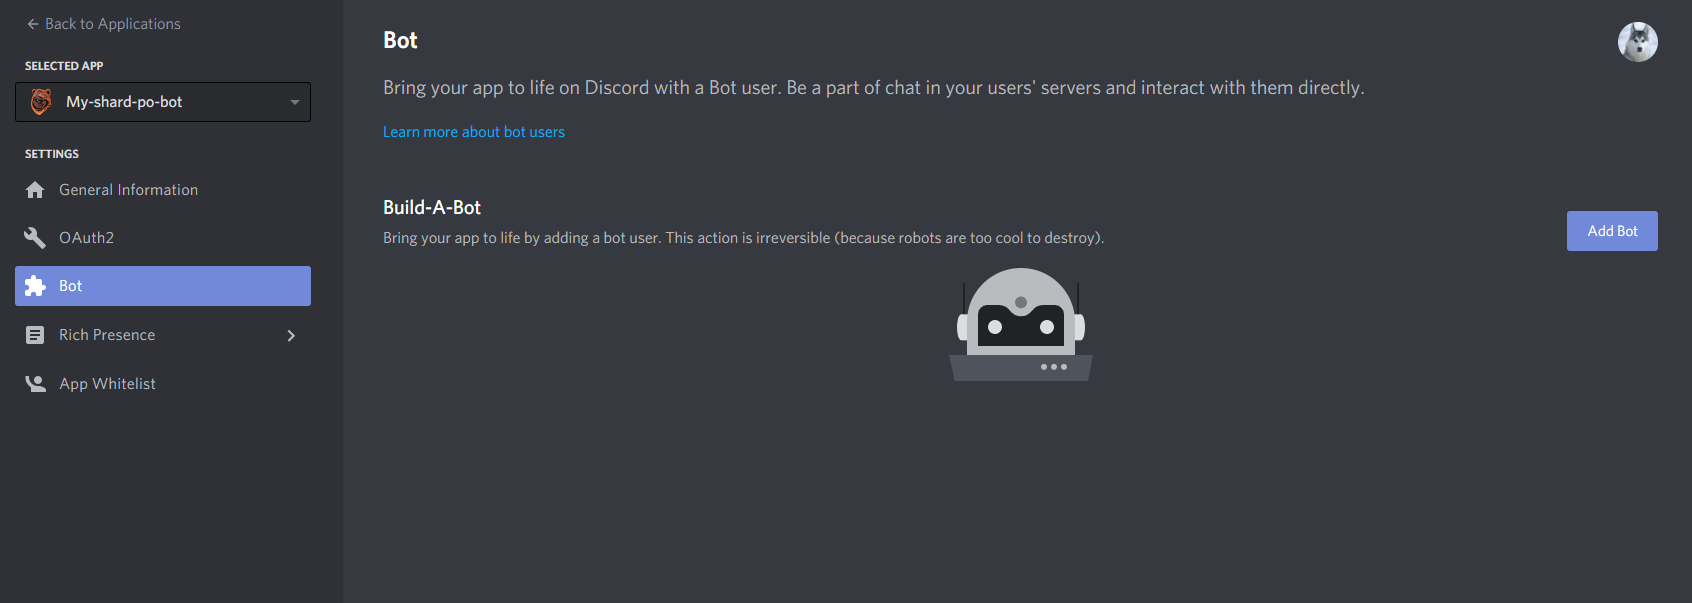 Back to Applications
SELECTED APP
My-shard-po-bot
SETTINGS
General Information
OAuth2
Bot
Rich Presence
App Whitelist
Bot
Bring your app to life on Discord with a Bot user. Be a part of chat in your users' servers and interact with them directly.
Learn more about bot users
Build-A-Bot
Bring your app to life by adding a bot user. This action is irreversible (because robots are too cool to destroy).
Add Bot